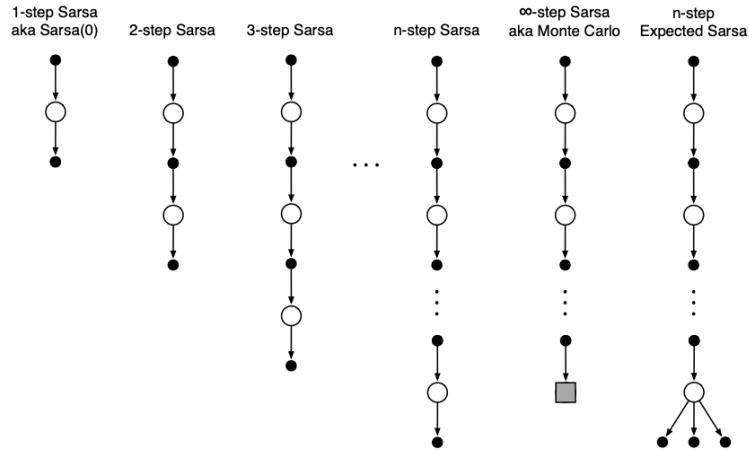 1-step Sarsa
aka Sarsa(0)
2-step Sarsa
3-step Sarsa
n-step Sarsa
∞-step Sarsa
aka Monte Carlo
n-step
Expected Sarsa